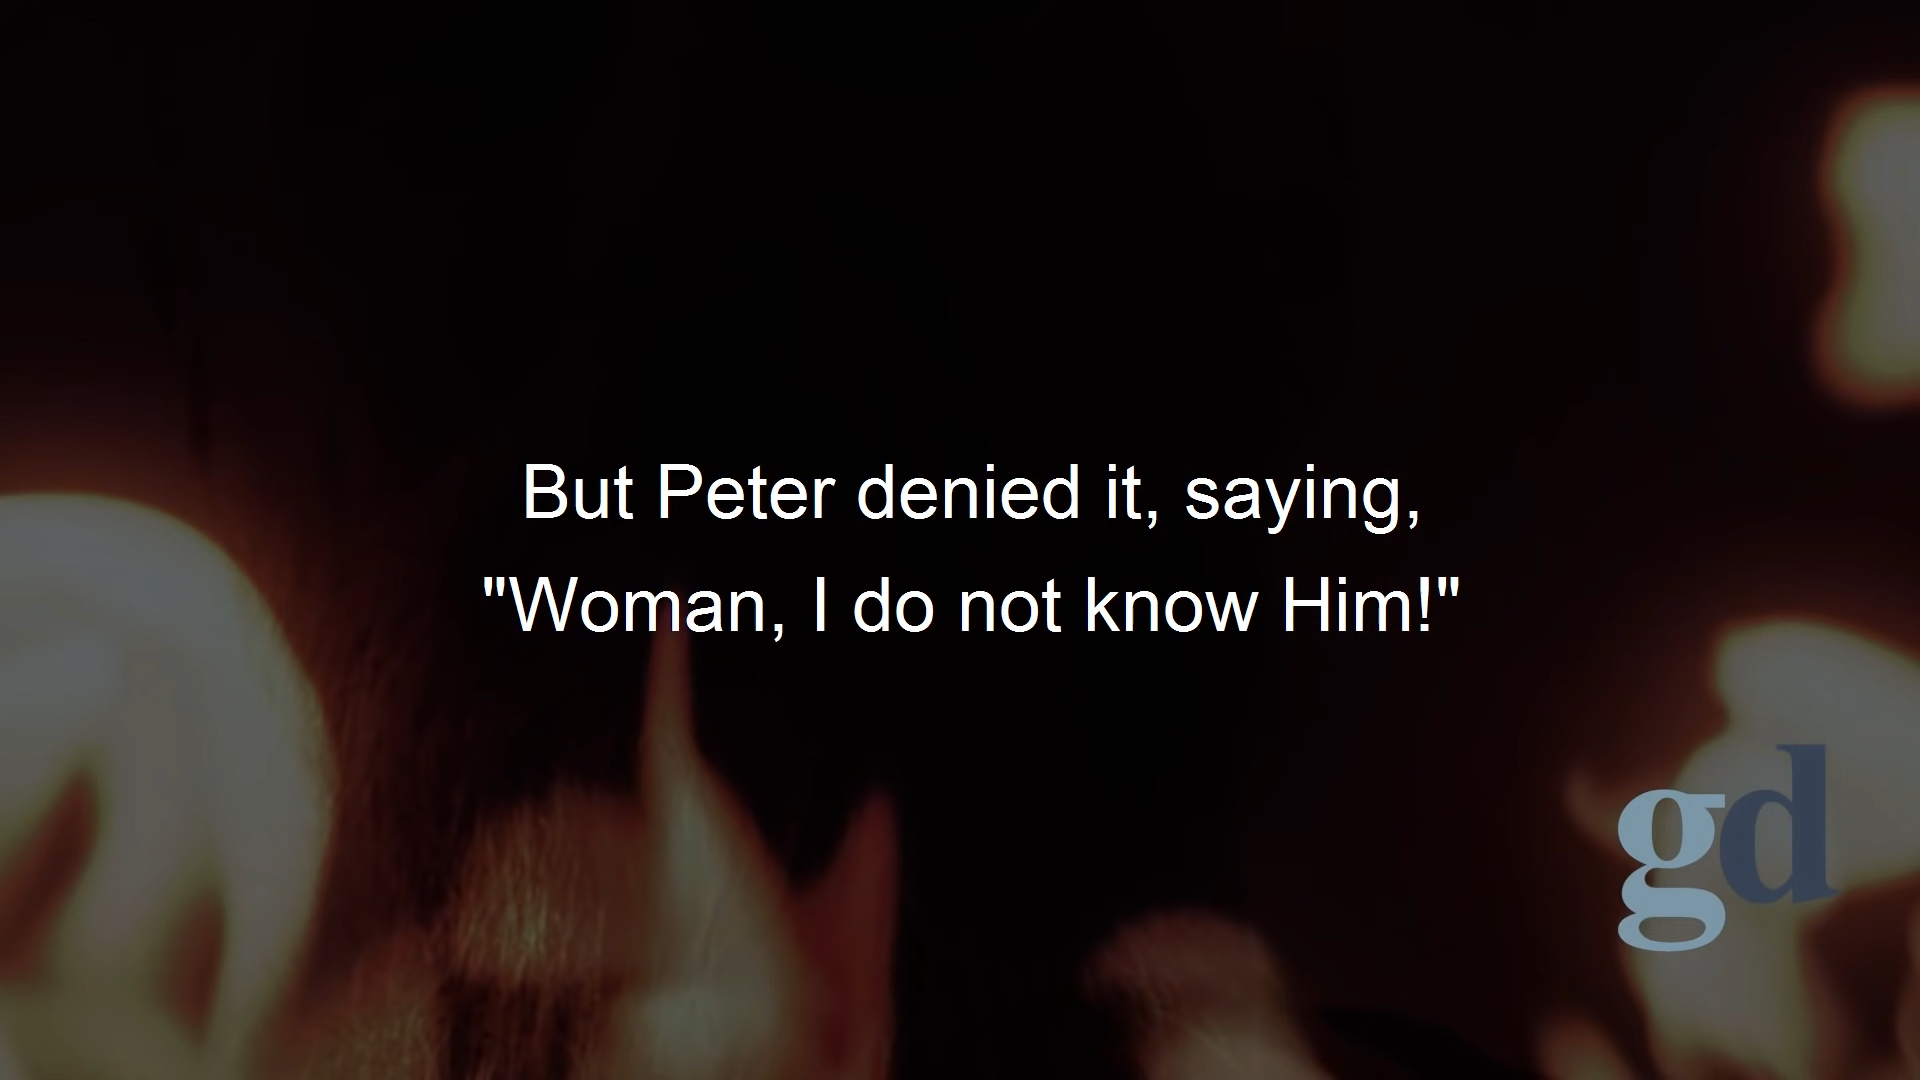 But Peter denied it, saying,
"Woman, I do not know Him!"
gd